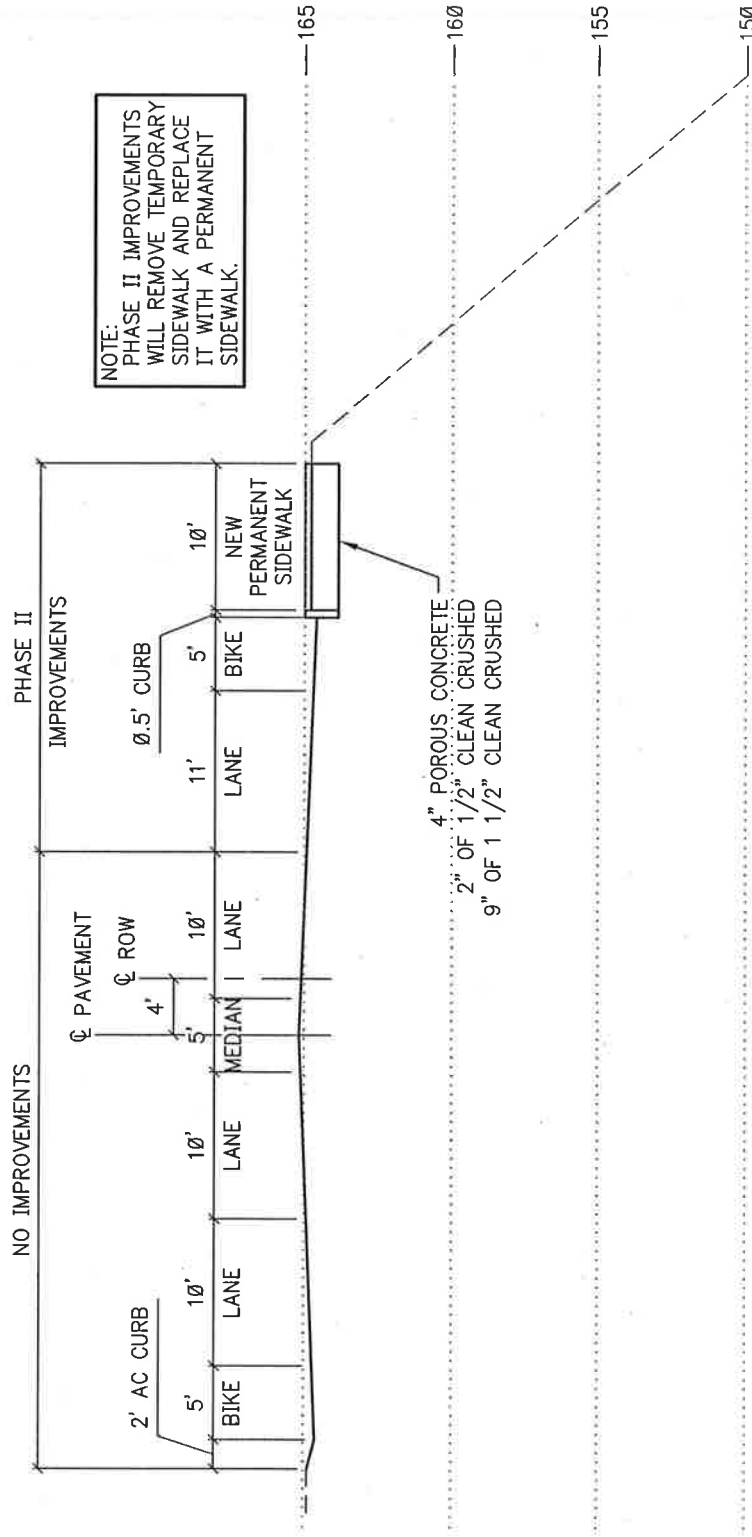 NO IMPROVEMENTS
PHASE II
IMPROVEMENTS
2' AC CURB
℄ PAVEMENT
℄ ROW
4'
Ø.5' CURB
5'
BIKE
10'
LANE
10'
LANE
5'
MEDIAN
10'
LANE
11'
LANE
5'
BIKE
10'
NEW
PERMANENT
SIDEWALK
NOTE:
PHASE II IMPROVEMENTS
WILL REMOVE TEMPORARY
SIDEWALK AND REPLACE
IT WITH A PERMANENT
SIDEWALK.
4" POROUS CONCRETE
2" OF 1/2" CLEAN CRUSHED
9" OF 1 1/2" CLEAN CRUSHED
165
160
155
150